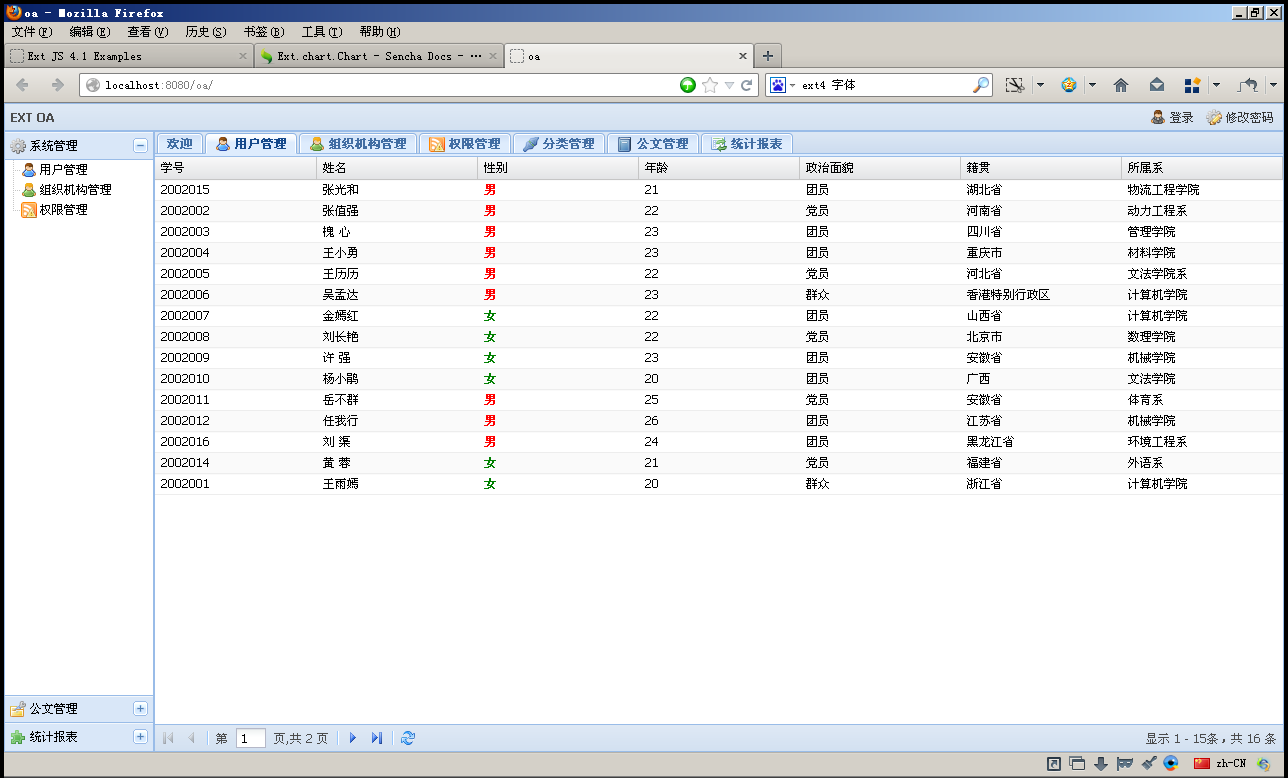 oa - Mozilla Firefox
文件(F) 编辑(E) 查看(V) 历史(S) 书签(B) 工具(T) 帮助(H)
Ext JS 4.1 Examples Ext.chart.Chart - Sencha Docs - ... oa
localhost:8080/oa/ ext4 字体
EXT OA 登录 修改密码
系统管理 欢迎 用户管理 组织机构管理 权限管理 分类管理 公文管理 统计报表
用户管理
组织机构管理
权限管理
学号 姓名 性别 年龄 政治面貌 籍贯 所属系
2002015 张光和 男 21 团员 湖北省 物流工程学院
2002002 张值强 男 22 党员 河南省 动力工程系
2002003 槐 心 男 23 团员 四川省 管理学院
2002004 王小勇 男 23 团员 重庆市 材料学院
2002005 王历历 男 22 党员 河北省 文法学院系
2002006 吴孟达 男 23 群众 香港特别行政区 计算机学院
2002007 金嫣红 女 22 团员 山西省 计算机学院
2002008 刘长艳 女 22 党员 北京市 数理学院
2002009 许 强 女 23 团员 安徽省 机械学院
2002010 杨小鹃 女 20 团员 广西 文法学院
2002011 岳不群 男 25 党员 安徽省 体育系
2002012 任我行 男 26 团员 江苏省 机械学院
2002016 刘 渠 男 24 团员 黑龙江省 环境工程系
2002014 黄 蓉 女 21 党员 福建省 外语系
2002001 王雨嫣 女 20 群众 浙江省 计算机学院
公文管理
统计报表
第 1 页,共 2 页 显示 1 - 15条，共 16 条
zh-CN